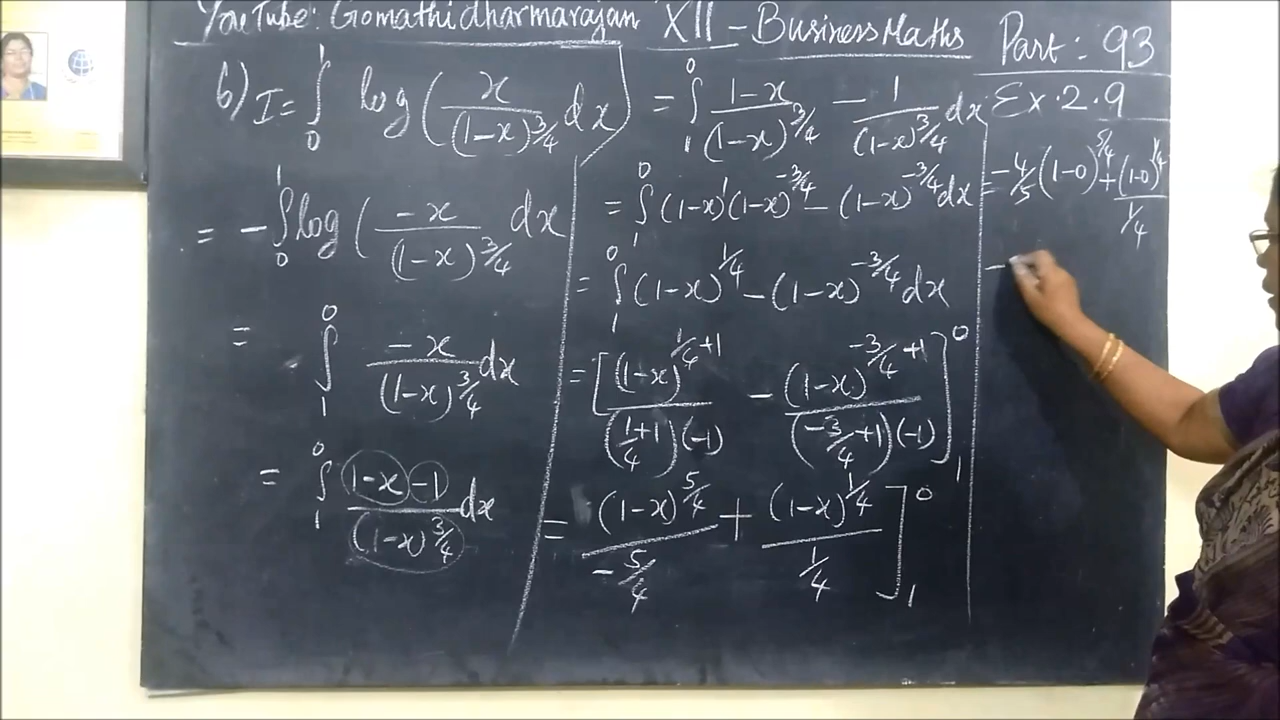 YouTube: Gomathidharmarajan XII - Business Maths Part: 93
Ex. 2.9
6) I = ∫₀¹ log (x/(1-x)^3/4 dx)
= -∫₀¹ log (-x/(1-x)^3/4 dx
= ∫₁⁰ -x/(1-x)^3/4 dx
= ∫₁⁰ (1-x-1)/(1-x)^3/4 dx
= ∫₁⁰ (1-x)/(1-x)^3/4 - 1/(1-x)^3/4 dx
= ∫₁⁰ (1-x)^1 (1-x)^-3/4 - (1-x)^-3/4 dx
= ∫₁⁰ (1-x)^1/4 - (1-x)^-3/4 dx
= [(1-x)^(1/4+1)/((1/4+1)(-1)) - (1-x)^(-3/4+1)/((-3/4+1)(-1))]₁⁰
= (1-x)^5/4/(-5/4) + (1-x)^1/4/(1/4)]₁⁰
= -4/5 (1-0)^5/4 + (1-0)^1/4/(1/4)
-